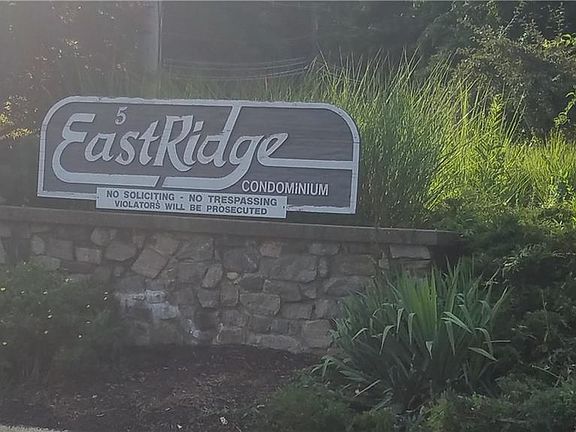 5
EastRidge
CONDOMINIUM
NO SOLICITING - NO TRESPASSING
VIOLATORS WILL BE PROSECUTED